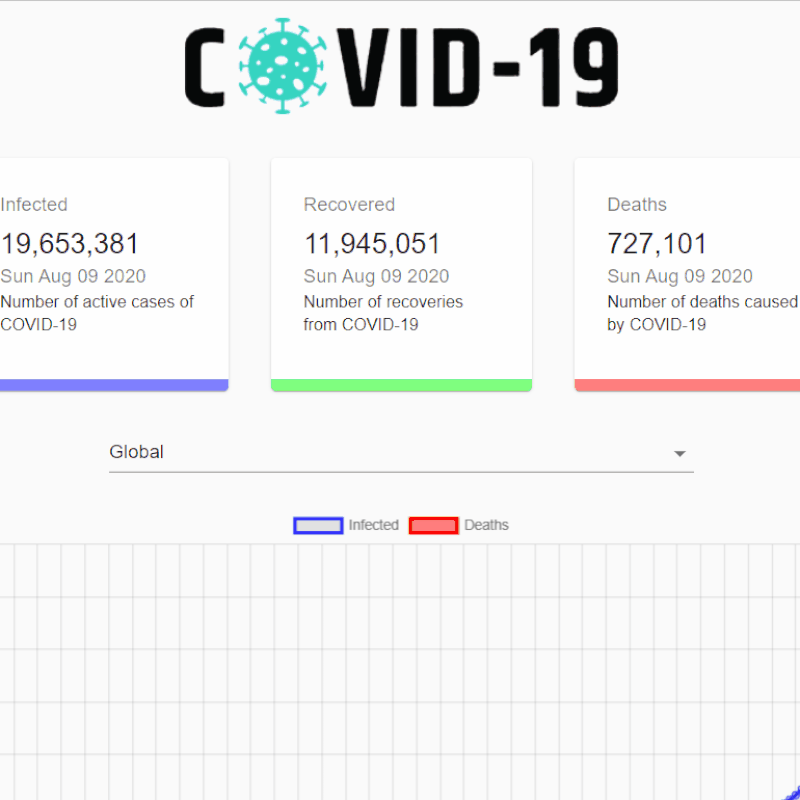 COVID-19
Infected
19,653,381
Sun Aug 09 2020
Number of active cases of
COVID-19
Recovered
11,945,051
Sun Aug 09 2020
Number of recoveries
from COVID-19
Deaths
727,101
Sun Aug 09 2020
Number of deaths caused
by COVID-19
Global
Infected
Deaths